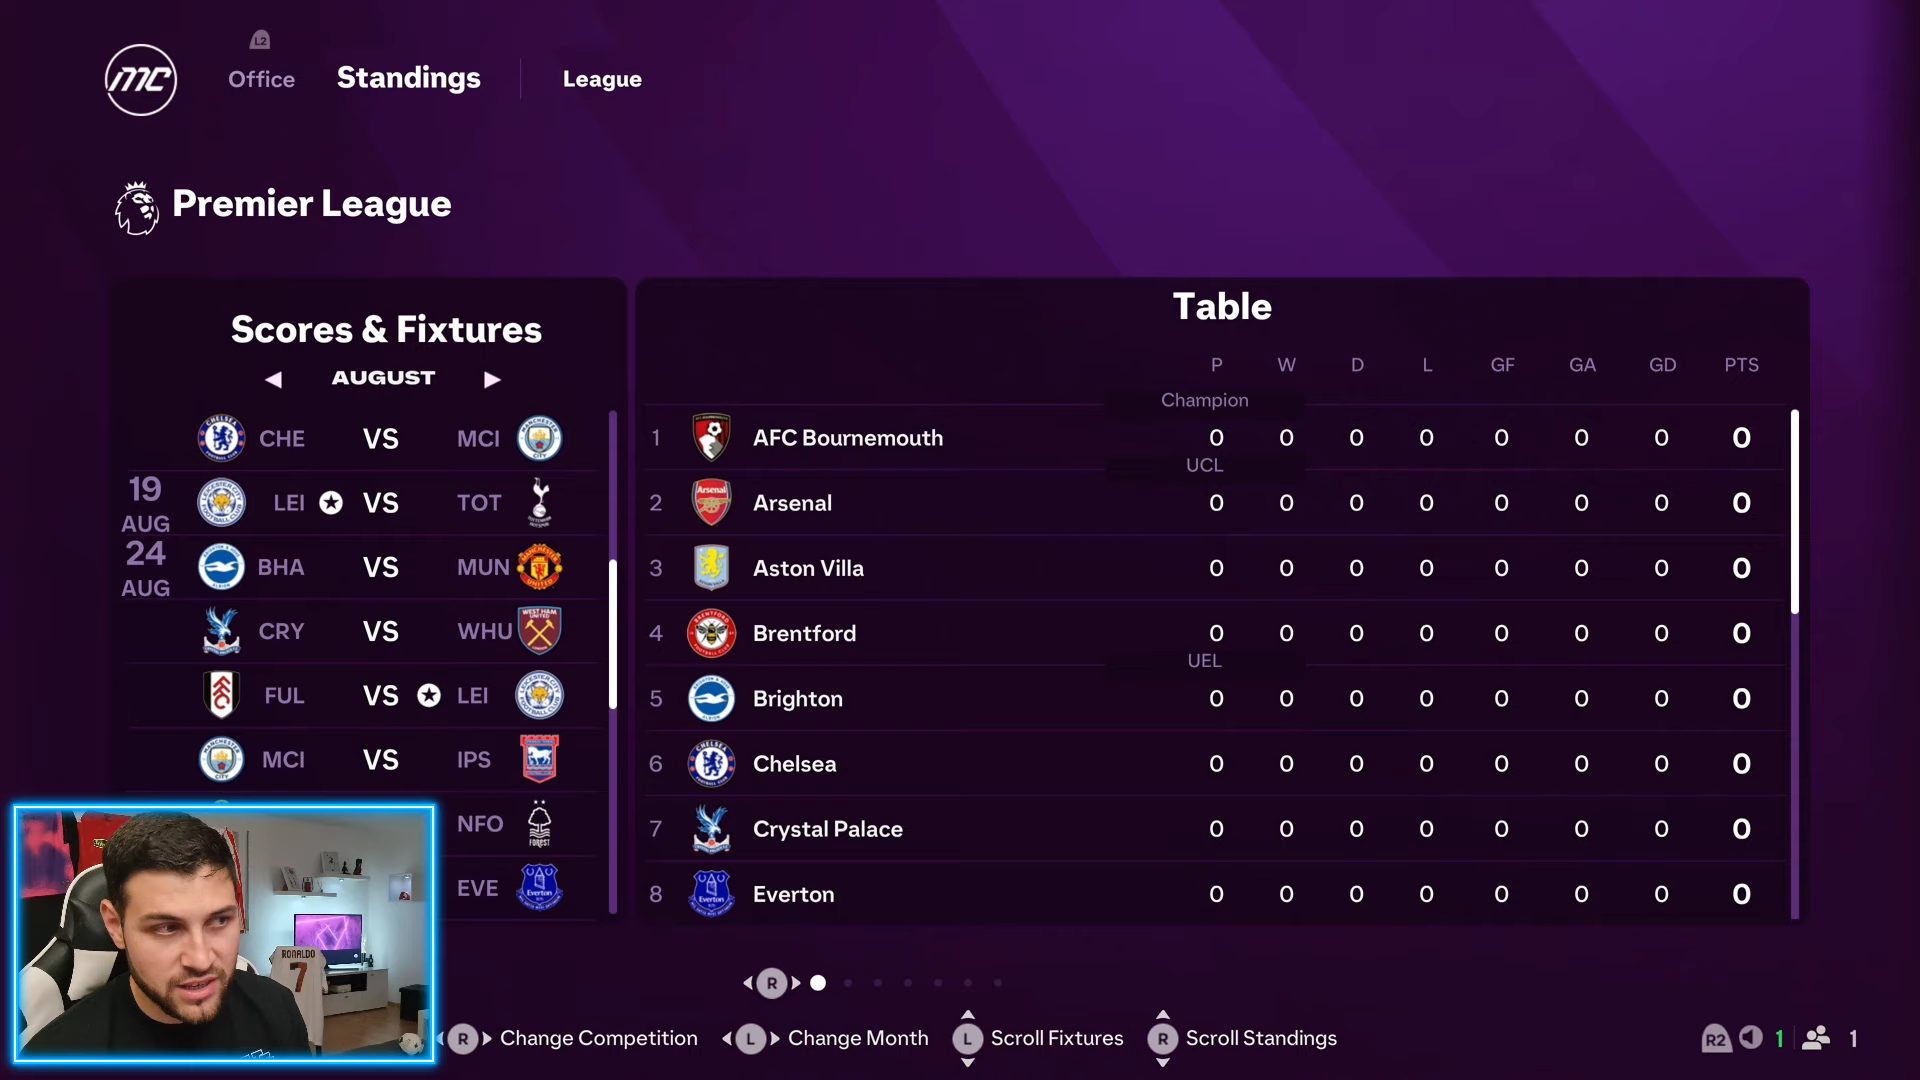 L2
MC Office Standings League
Premier League
Scores & Fixtures
AUGUST
CHE VS MCI
19 AUG LEI VS TOT
24 AUG BHA VS MUN
CRY VS WHU
FUL VS LEI
MCI VS IPS
NFO
EVE
Table
P W D L GF GA GD PTS
Champion
1 AFC Bournemouth 0 0 0 0 0 0 0 0
UCL
2 Arsenal 0 0 0 0 0 0 0 0
3 Aston Villa 0 0 0 0 0 0 0 0
4 Brentford 0 0 0 0 0 0 0 0
UEL
5 Brighton 0 0 0 0 0 0 0 0
6 Chelsea 0 0 0 0 0 0 0 0
7 Crystal Palace 0 0 0 0 0 0 0 0
8 Everton 0 0 0 0 0 0 0 0
RONALDO
7
R
R Change Competition L Change Month L Scroll Fixtures R Scroll Standings
R2 1 1